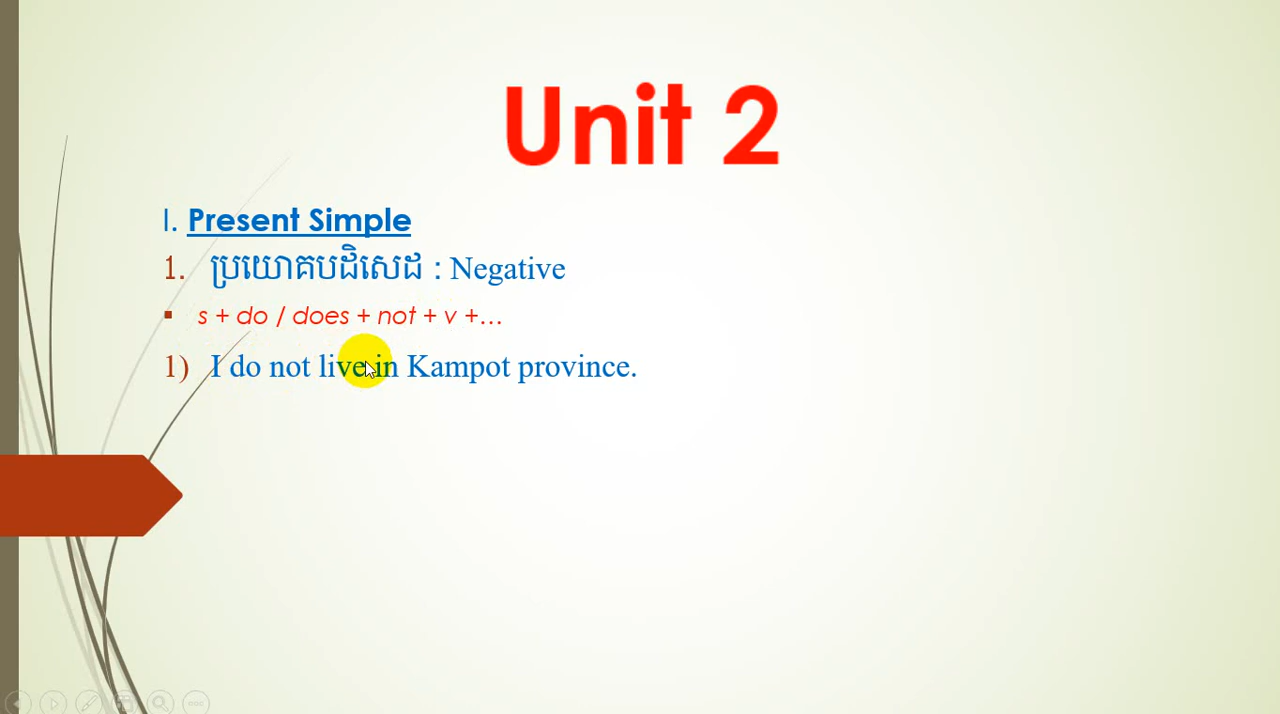 Unit 2
I. Present Simple
1. ប្រយោគបដិសេដ : Negative
▪ s + do / does + not + v +…
1) I do not live in Kampot province.